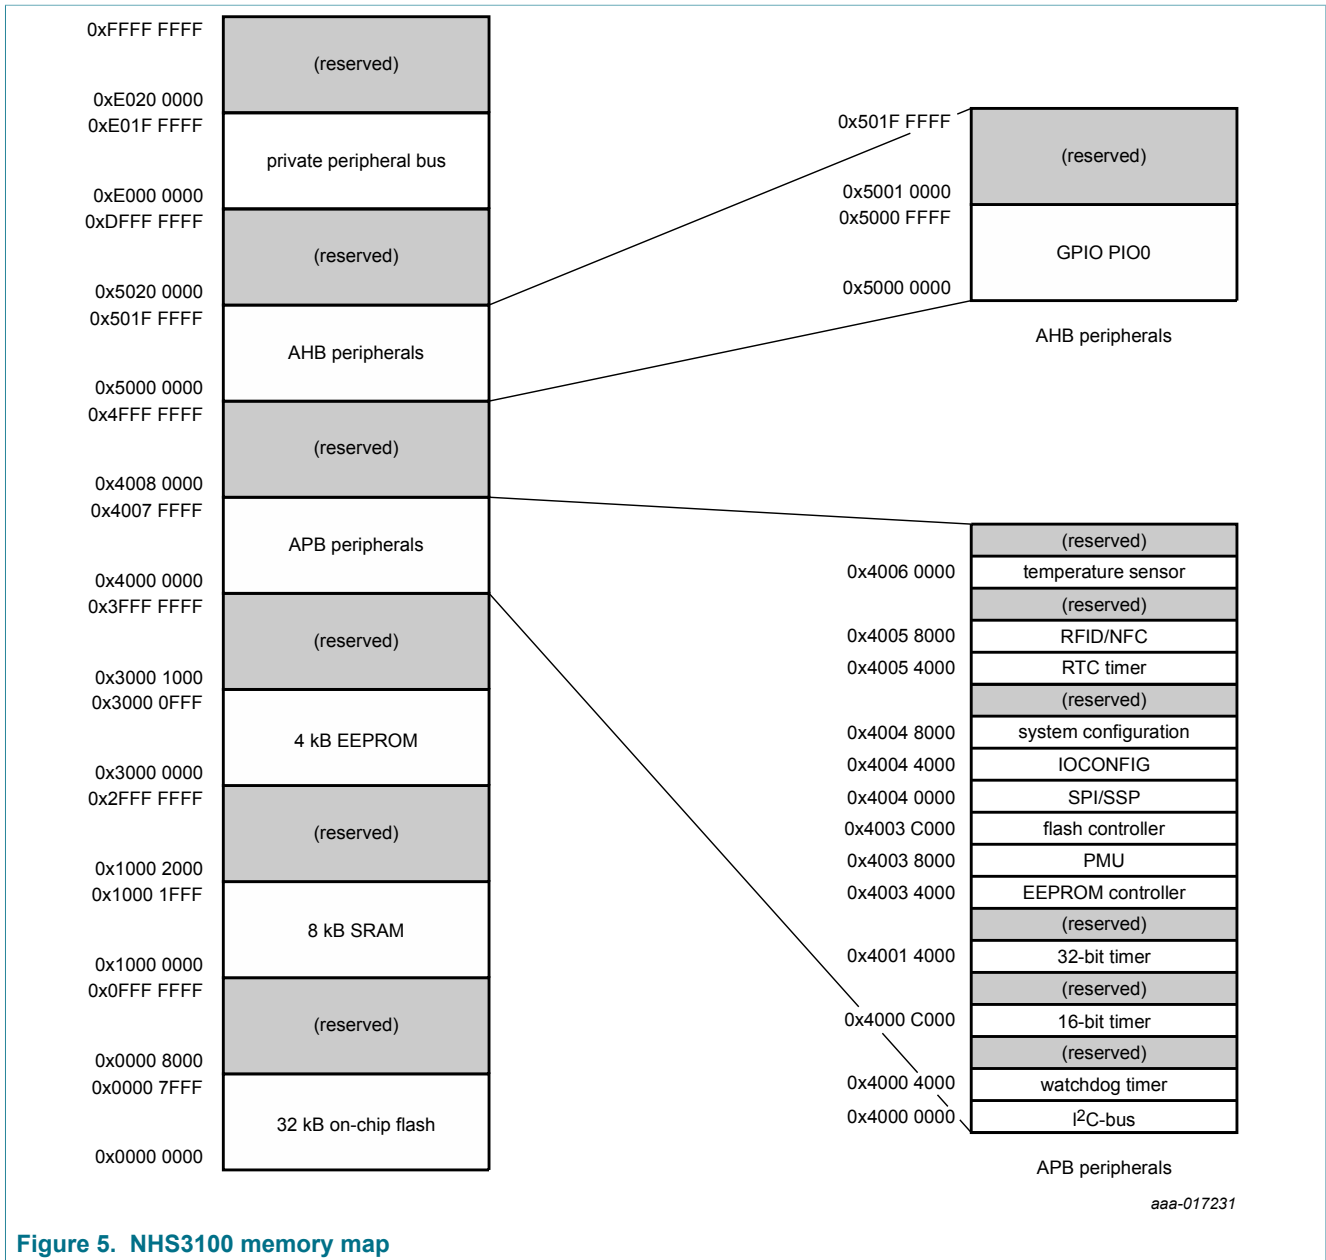 0xFFFF FFFF
(reserved)
0xE020 0000
0xE01F FFFF
private peripheral bus
0xE000 0000
0xDFFF FFFF
(reserved)
0x5020 0000
0x501F FFFF
AHB peripherals
0x5000 0000
0x4FFF FFFF
(reserved)
0x4008 0000
0x4007 FFFF
APB peripherals
0x4000 0000
0x3FFF FFFF
(reserved)
0x3000 1000
0x3000 0FFF
4 kB EEPROM
0x3000 0000
0x2FFF FFFF
(reserved)
0x1000 2000
0x1000 1FFF
8 kB SRAM
0x1000 0000
0x0FFF FFFF
(reserved)
0x0000 8000
0x0000 7FFF
32 kB on-chip flash
0x0000 0000
0x501F FFFF
(reserved)
0x5001 0000
0x5000 FFFF
GPIO PIO0
0x5000 0000
AHB peripherals
(reserved)
0x4006 0000 temperature sensor
(reserved)
0x4005 8000 RFID/NFC
0x4005 4000 RTC timer
(reserved)
0x4004 8000 system configuration
0x4004 4000 IOCONFIG
0x4004 0000 SPI/SSP
0x4003 C000 flash controller
0x4003 8000 PMU
0x4003 4000 EEPROM controller
(reserved)
0x4001 4000 32-bit timer
(reserved)
0x4000 C000 16-bit timer
(reserved)
0x4000 4000 watchdog timer
0x4000 0000 I2C-bus
APB peripherals
aaa-017231
Figure 5. NHS3100 memory map